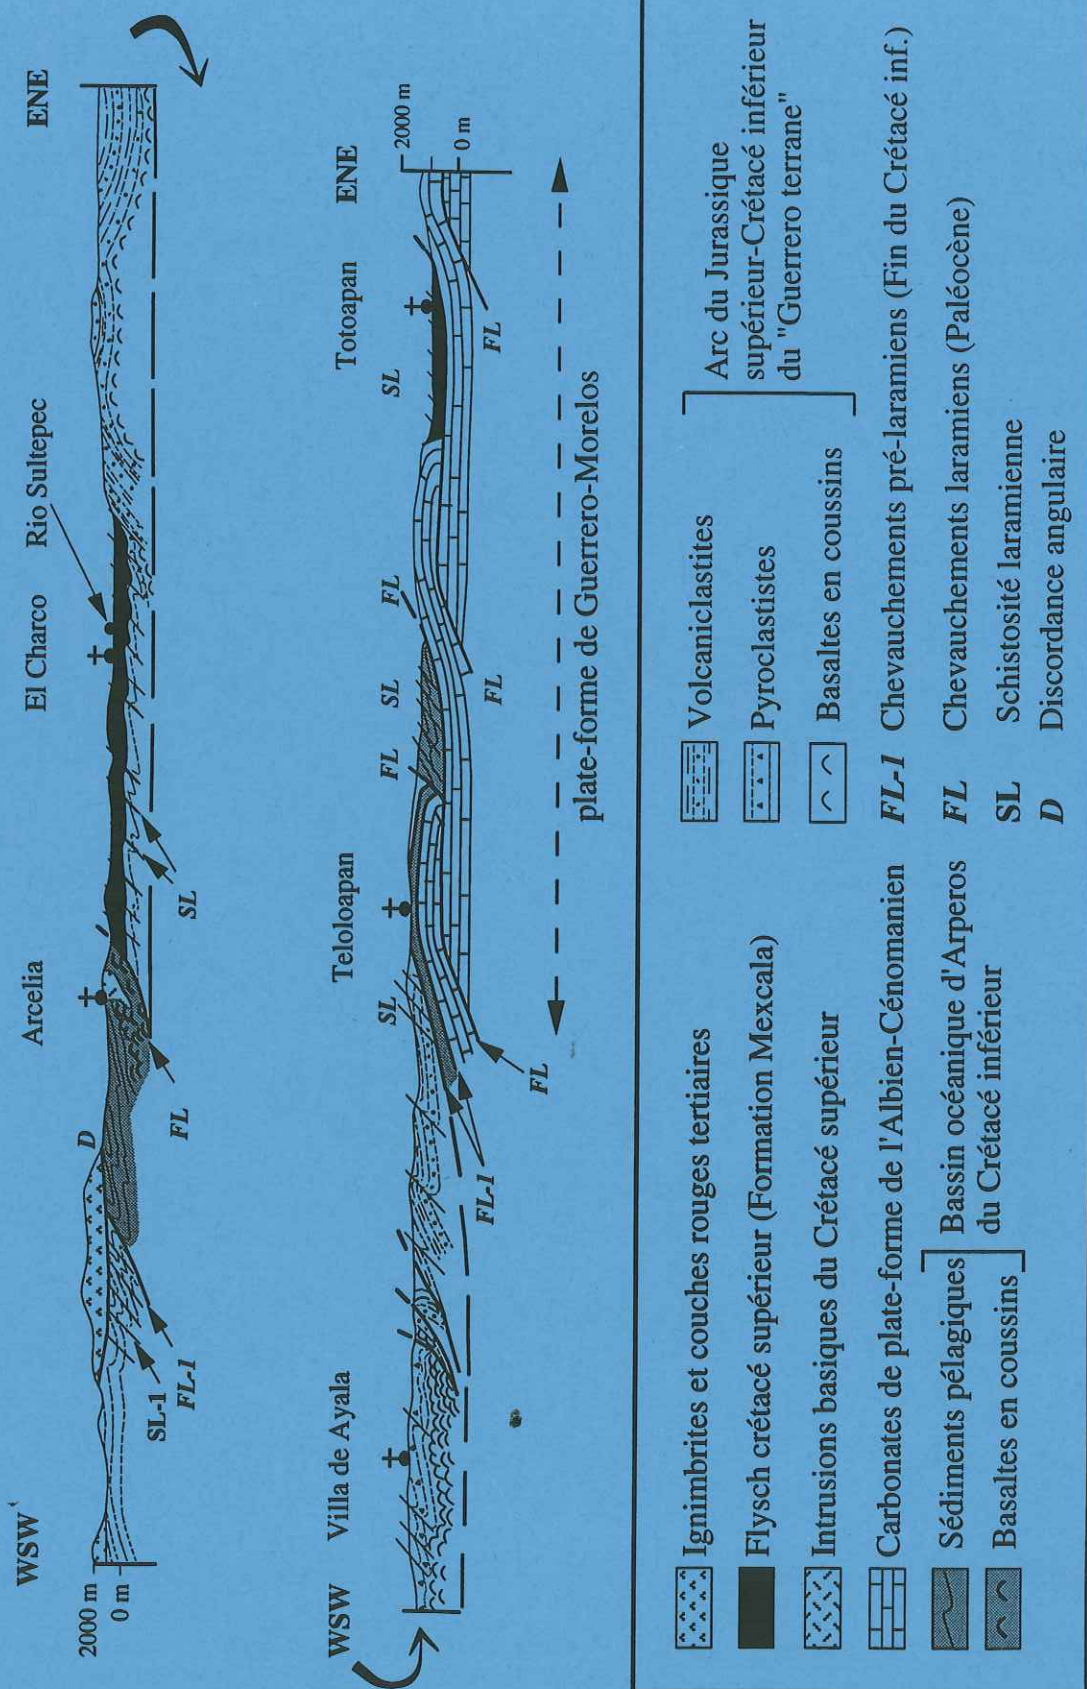 WSW
ENE
Arcelia
El Charco
Rio Sultepec
2000 m
0 m
D
SL-1
FL-1
FL
SL
WSW
ENE
Villa de Ayala
Teloloapan
Totoapan
SL
FL
SL
FL
SL
2000 m
0 m
FL-1
FL
FL
FL
plate-forme de Guerrero-Morelos
Ignimbrites et couches rouges tertiaires
Flysch crétacé supérieur (Formation Mexcala)
Intrusions basiques du Crétacé supérieur
Carbonates de plate-forme de l'Albien-Cénomanien
Sédiments pélagiques
Basaltes en coussins
Bassin océanique d'Arperos
du Crétacé inférieur
Volcaniclastites
Pyroclastistes
Basaltes en coussins
Arc du Jurassique
supérieur-Crétacé inférieur
du "Guerrero terrane"
FL-1 Chevauchements pré-laramiens (Fin du Crétacé inf.)
FL Chevauchements laramiens (Paléocène)
SL Schistosité laramienne
D Discordance angulaire